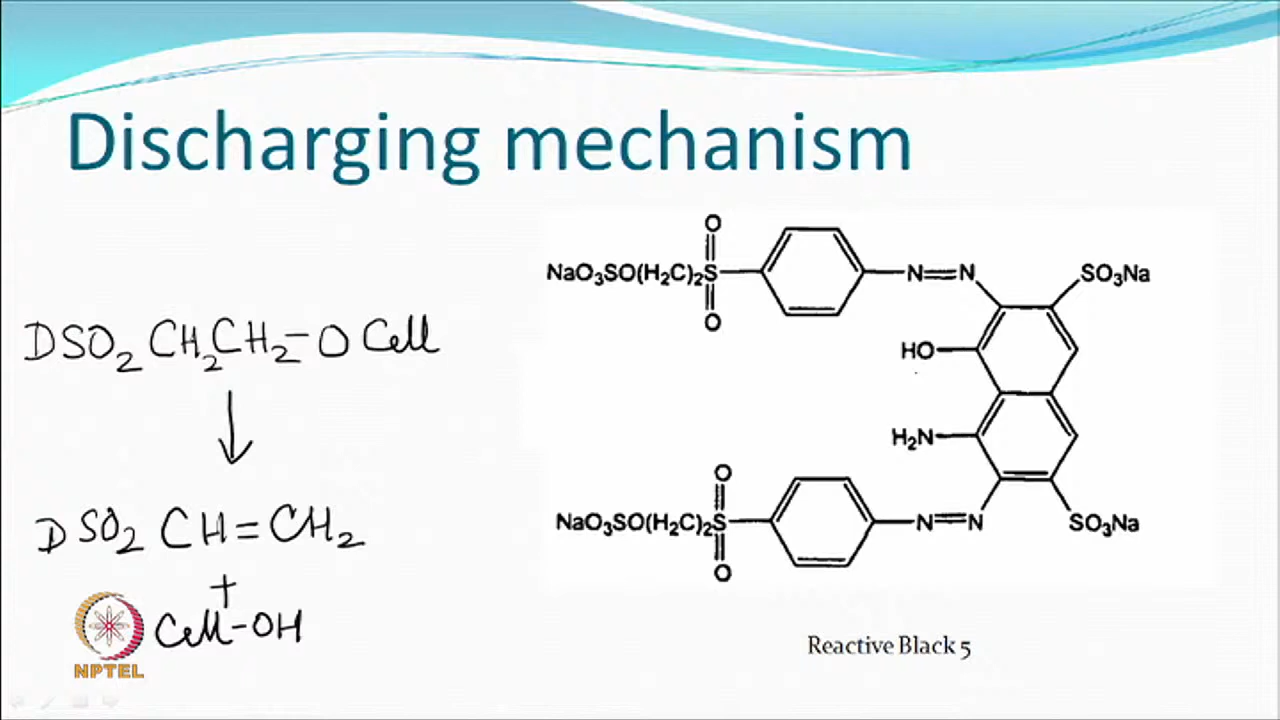 Discharging mechanism
DSO₂ CH₂CH₂-O Cell
↓
DSO₂ CH=CH₂
+
Cell-OH
NPTEL
O
NaO₃SO(H₂C)₂S
O
N=N
SO₃Na
HO
H₂N
O
NaO₃SO(H₂C)₂S
O
N=N
SO₃Na
Reactive Black 5